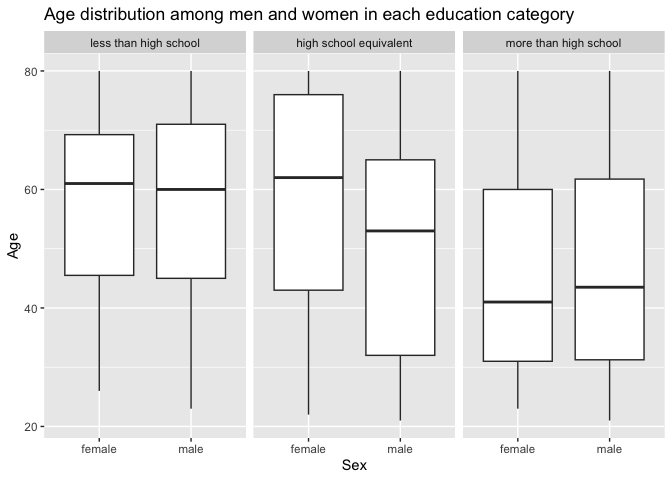 Age distribution among men and women in each education category
less than high school
high school equivalent
more than high school
80
60
40
20
Age
female
male
female
male
female
male
Sex